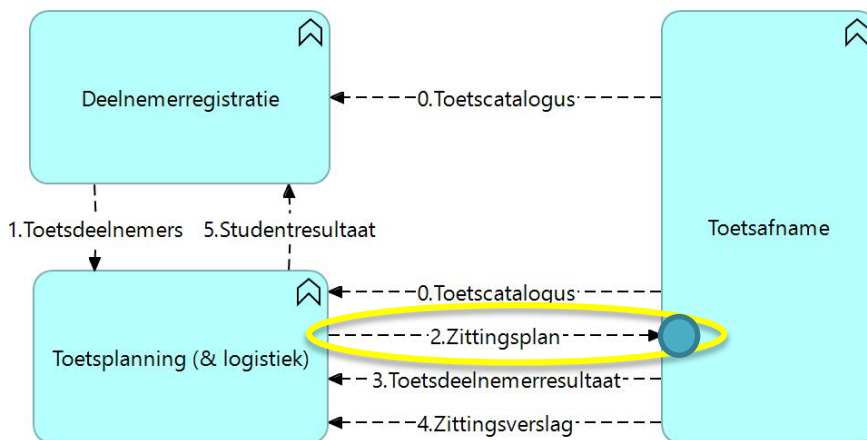 Deelnemerregistratie
0.Toetscatalogus
Toetsafname
1.Toetsdeelnemers
5.Studentresultaat
0.Toetscatalogus
2.Zittingsplan
Toetsplanning (& logistiek)
3.Toetsdeelnemerresultaat
4.Zittingsverslag